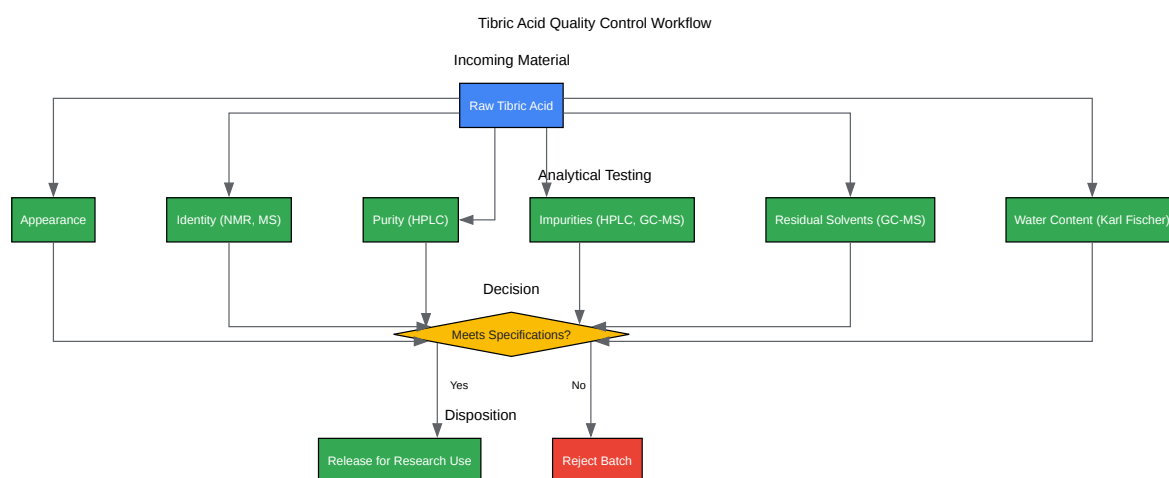 Tibric Acid Quality Control Workflow
Incoming Material
Raw Tibric Acid
Analytical Testing
Appearance
Identity (NMR, MS)
Purity (HPLC)
Impurities (HPLC, GC-MS)
Residual Solvents (GC-MS)
Water Content (Karl Fischer)
Decision
Meets Specifications?
Yes
No
Disposition
Release for Research Use
Reject Batch